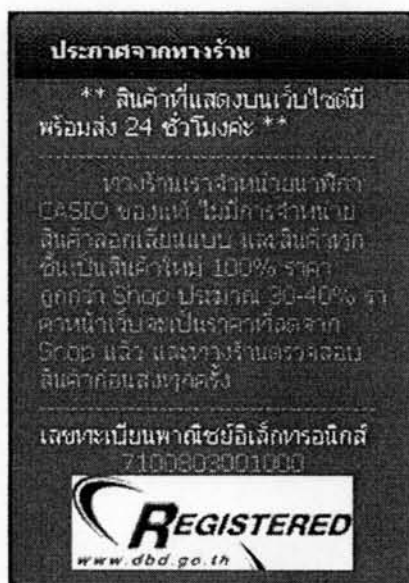 ประกาศจากทางร้าน
** สินค้าที่แสดงบนเว็บไซต์มี
พร้อมส่ง 24 ชั่วโมงค่ะ **
ทางร้านเราจำหน่ายนาฬิกา
CASIO ของแท้ ไม่มีการจำหน่าย
สินค้าลอกเลียนแบบ และสินค้าทุก
ชิ้นเป็นสินค้าใหม่ 100% ราคา
ถูกกว่า Shop ประมาณ 30-40% รา
คาหน้าเว็บจะเป็นราคาที่ลดจาก
Shop แล้ว และทางร้านตรวจสอบ
สินค้าก่อนส่งทุกครั้ง
เลขทะเบียนพาณิชย์อิเล็กทรอนิกส์
7100803001000
REGISTERED
www.dbd.go.th